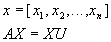 x = [x₁, x₂, ..., xₙ]
AX = XU